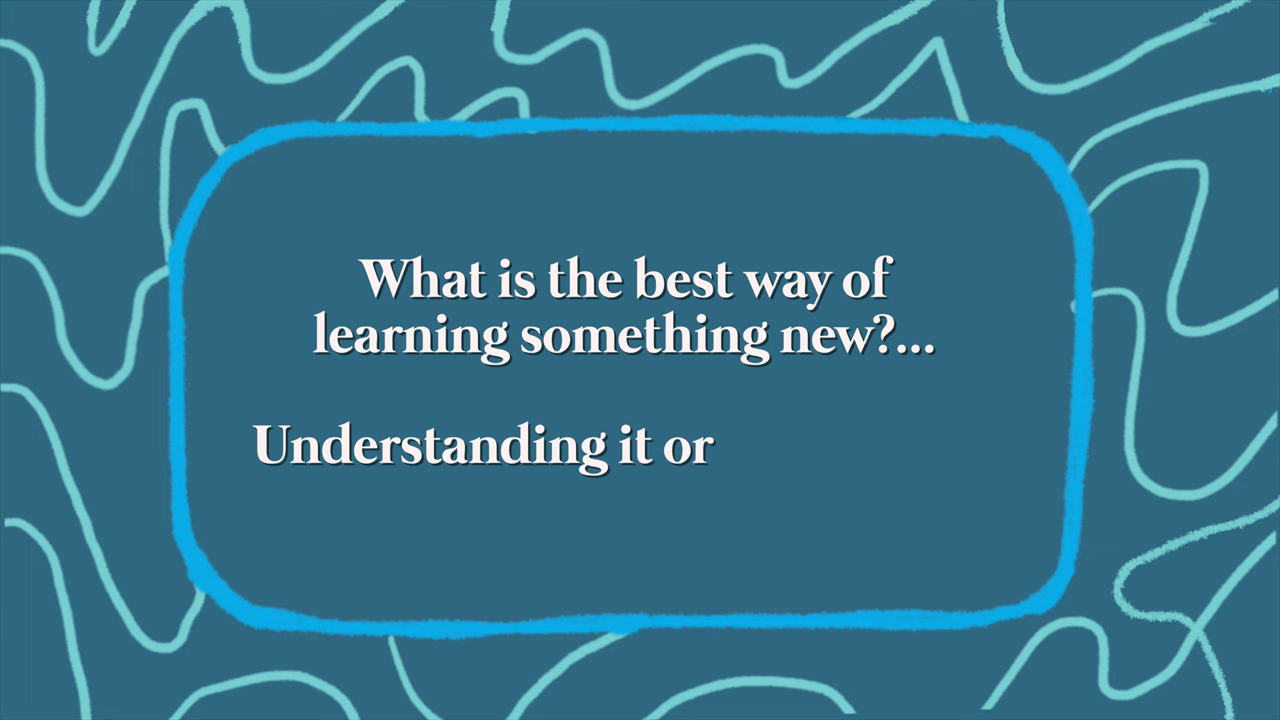 What is the best way of
learning something new?...
Understanding it or